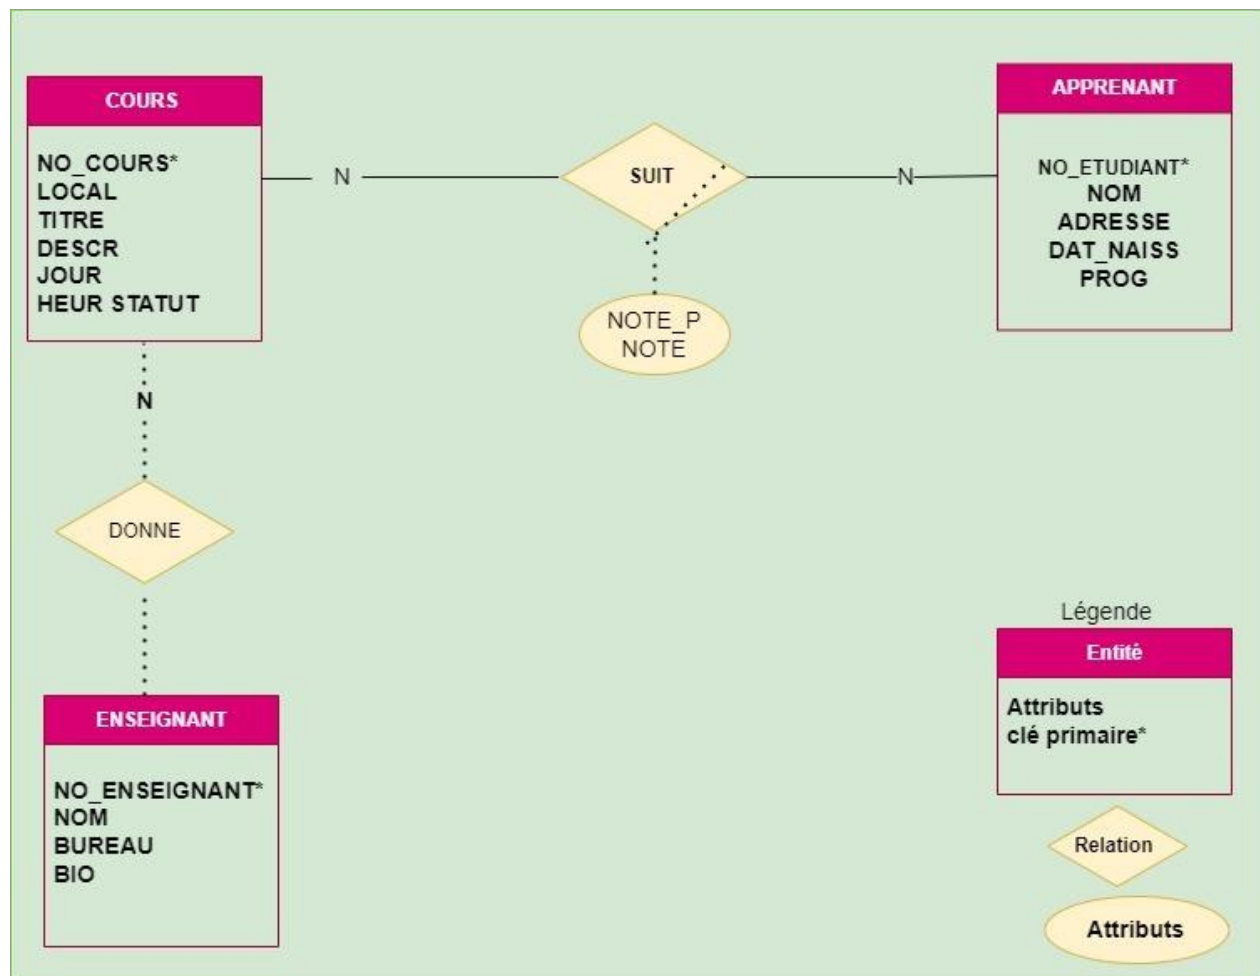 COURS
NO_COURS*
LOCAL
TITRE
DESCR
JOUR
HEUR STATUT
N
SUIT
N
NOTE_P
NOTE
APPRENANT
NO_ETUDIANT*
NOM
ADRESSE
DAT_NAISS
PROG
N
DONNE
ENSEIGNANT
NO_ENSEIGNANT*
NOM
BUREAU
BIO
Légende
Entité
Attributs
clé primaire*
Relation
Attributs